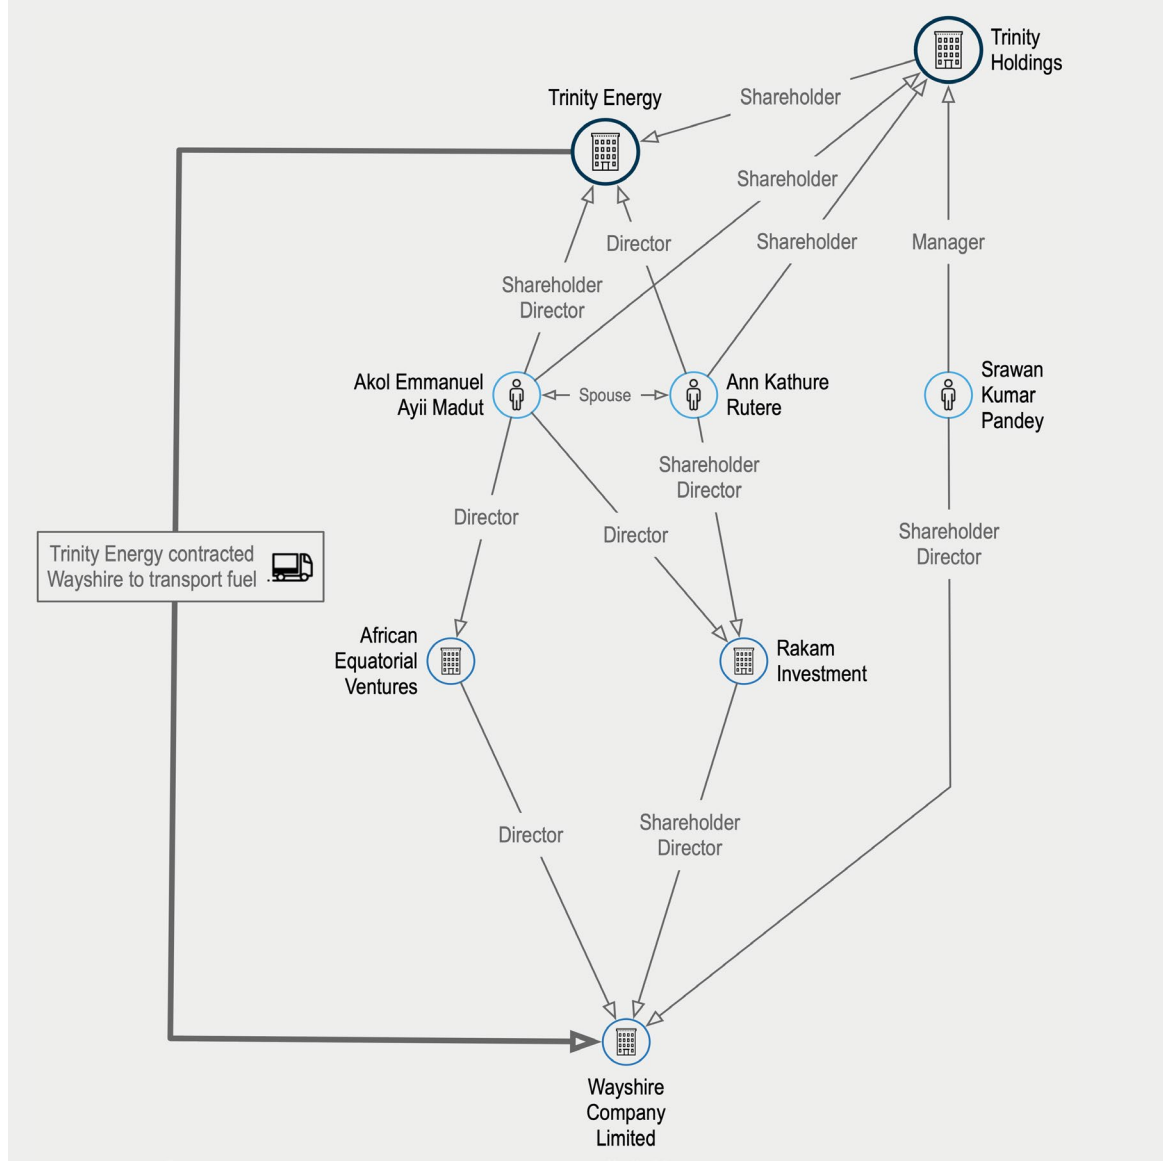 Trinity
Holdings
Trinity Energy
Shareholder
Shareholder
Director
Shareholder
Manager
Shareholder
Director
Akol Emmanuel
Ayii Madut
Spouse
Ann Kathure
Rutere
Srawan
Kumar
Pandey
Shareholder
Director
Director
Director
Shareholder
Director
Trinity Energy contracted
Wayshire to transport fuel
African
Equatorial
Ventures
Rakam
Investment
Director
Shareholder
Director
Wayshire
Company
Limited